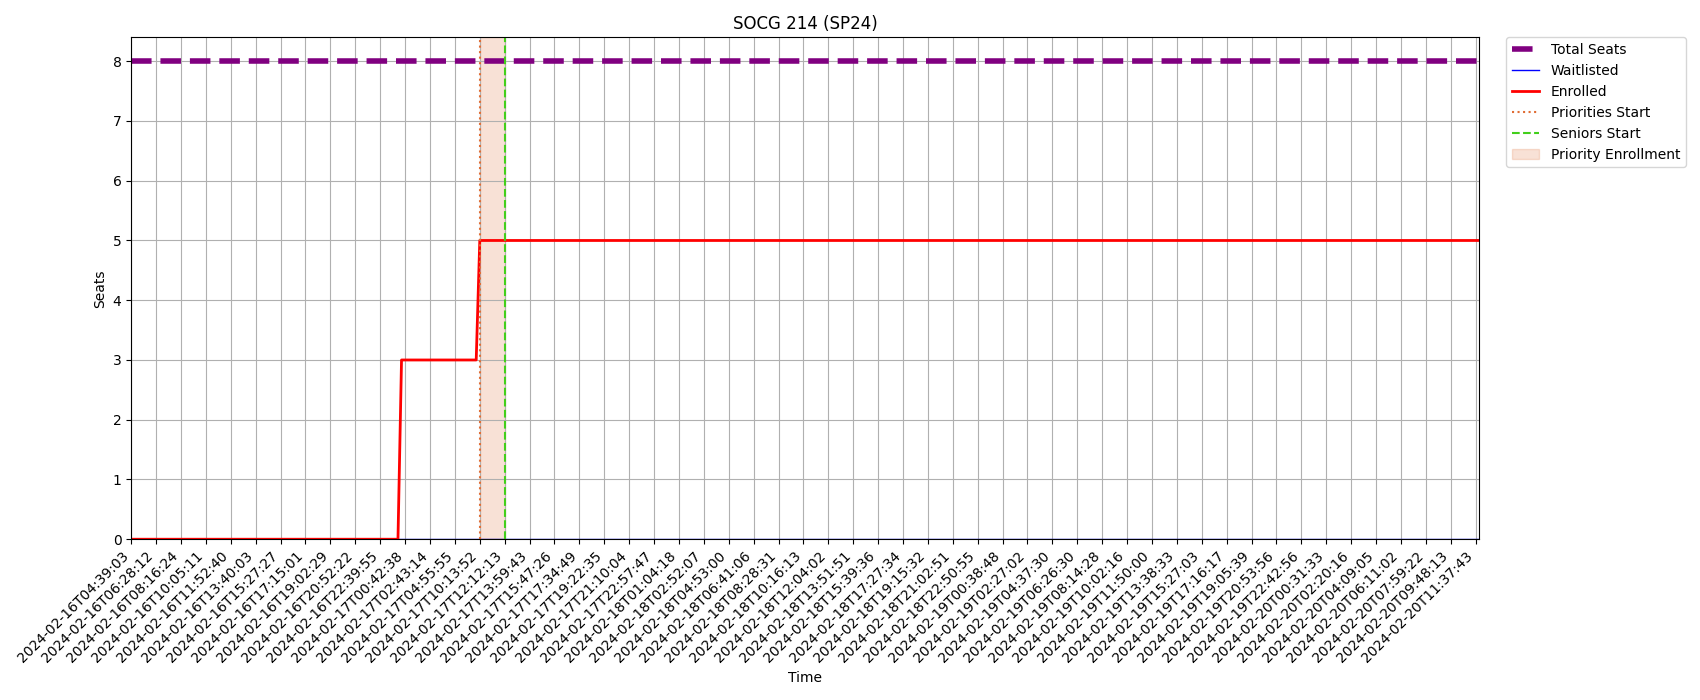 SOCG 214 (SP24)
Total Seats
Waitlisted
Enrolled
Priorities Start
Seniors Start
Priority Enrollment
Seats
8
7
6
5
4
3
2
1
0
2024-02-16T04:39:03
2024-02-16T06:28:12
2024-02-16T08:16:24
2024-02-16T10:05:11
2024-02-16T11:52:40
2024-02-16T13:40:03
2024-02-16T15:27:27
2024-02-16T17:15:01
2024-02-16T19:02:29
2024-02-16T20:52:22
2024-02-16T22:39:55
2024-02-17T00:42:38
2024-02-17T02:43:14
2024-02-17T04:55:55
2024-02-17T10:13:52
2024-02-17T12:12:13
2024-02-17T13:59:43
2024-02-17T15:47:26
2024-02-17T17:34:49
2024-02-17T19:22:35
2024-02-17T21:10:04
2024-02-17T22:57:47
2024-02-18T01:04:18
2024-02-18T02:52:07
2024-02-18T04:53:00
2024-02-18T06:41:06
2024-02-18T08:28:31
2024-02-18T10:16:13
2024-02-18T12:04:02
2024-02-18T13:51:51
2024-02-18T15:39:36
2024-02-18T17:27:34
2024-02-18T19:15:32
2024-02-18T21:02:51
2024-02-18T22:50:55
2024-02-19T00:38:48
2024-02-19T02:27:02
2024-02-19T04:37:30
2024-02-19T06:26:30
2024-02-19T08:14:28
2024-02-19T10:02:16
2024-02-19T11:50:00
2024-02-19T13:38:33
2024-02-19T15:27:03
2024-02-19T17:16:17
2024-02-19T19:05:39
2024-02-19T20:53:56
2024-02-19T22:42:56
2024-02-20T00:31:33
2024-02-20T02:20:16
2024-02-20T04:09:05
2024-02-20T06:11:02
2024-02-20T07:59:22
2024-02-20T09:48:13
2024-02-20T11:37:43
Time